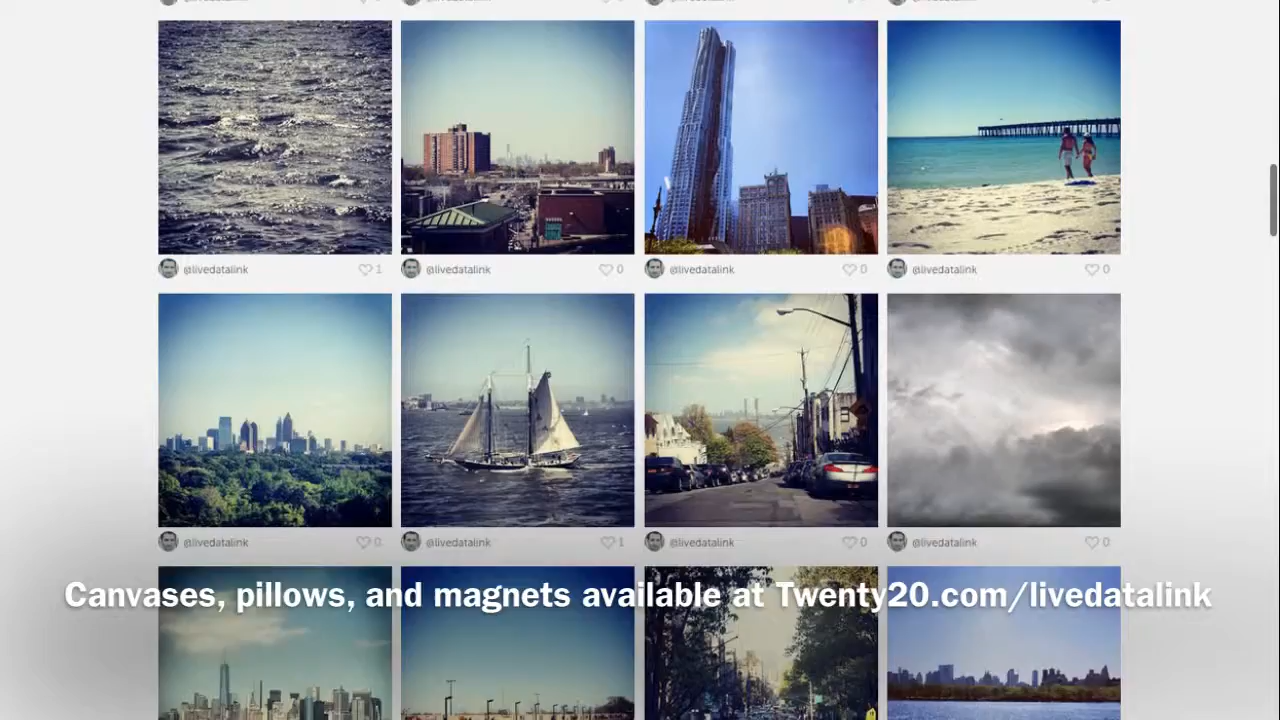 @livedatalink 1 @livedatalink 0 @livedatalink 0 @livedatalink 0
@livedatalink 0 @livedatalink 1 @livedatalink 0 @livedatalink 0
Canvases, pillows, and magnets available at Twenty20.com/livedatalink